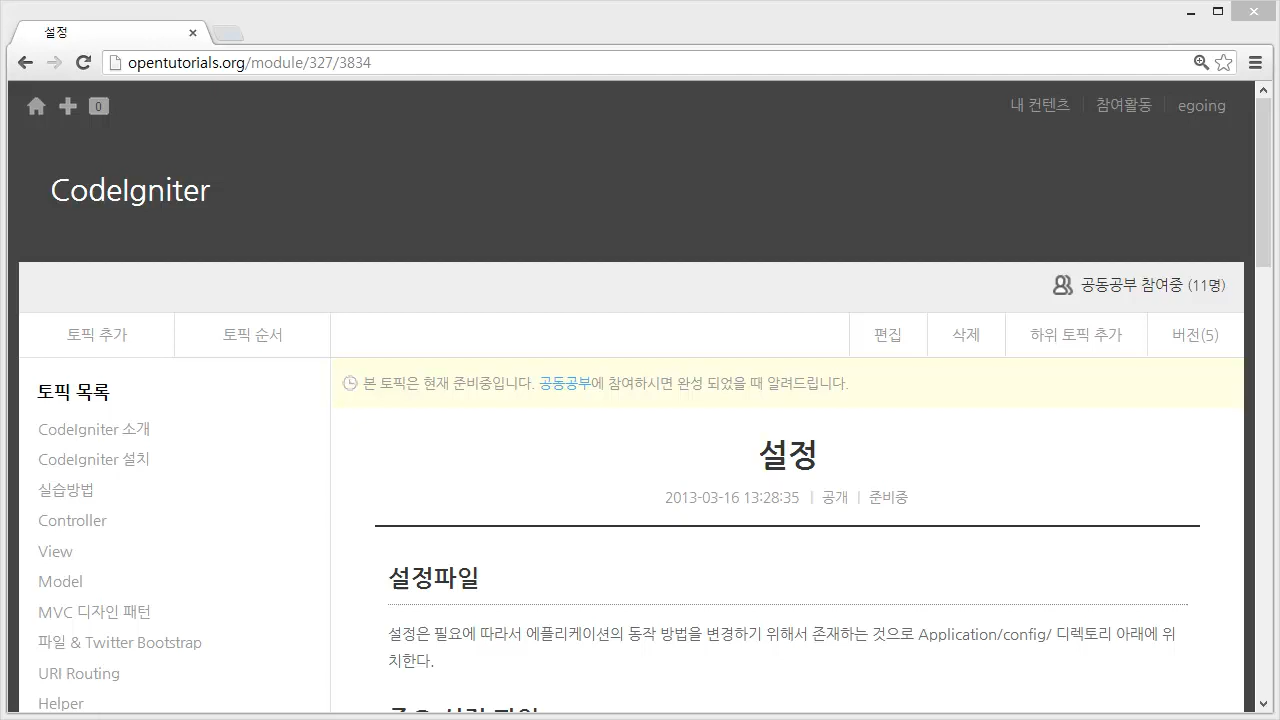 설정
opentutorials.org/module/327/3834
0
내 컨텐츠
참여활동
egoing
CodeIgniter
공동공부 참여중 (11명)
토픽 추가
토픽 순서
편집
삭제
하위 토픽 추가
버전(5)
토픽 목록
CodeIgniter 소개
CodeIgniter 설치
실습방법
Controller
View
Model
MVC 디자인 패턴
파일 & Twitter Bootstrap
URI Routing
Helper
본 토픽은 현재 준비중입니다. 공동공부에 참여하시면 완성 되었을 때 알려드립니다.
설정
2013-03-16 13:28:35 | 공개 | 준비중
설정파일
설정은 필요에 따라서 에플리케이션의 동작 방법을 변경하기 위해서 존재하는 것으로 Application/config/ 디렉토리 아래에 위
치한다.